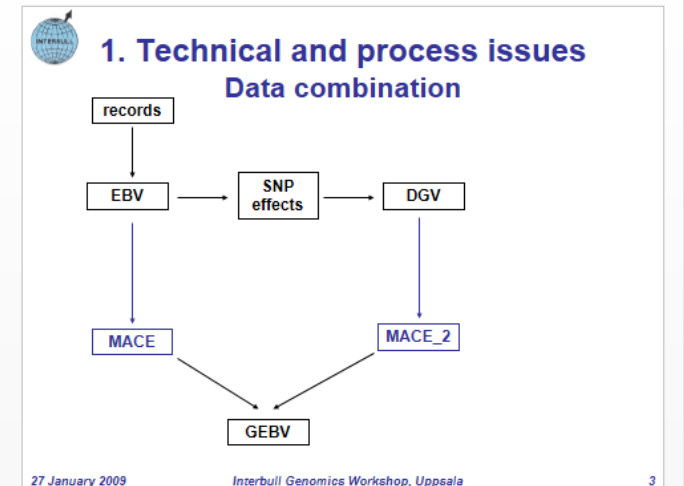 INTERBULL
1. Technical and process issues
Data combination
records
EBV
SNP
effects
DGV
MACE
MACE_2
GEBV
27 January 2009
Interbull Genomics Workshop, Uppsala
3